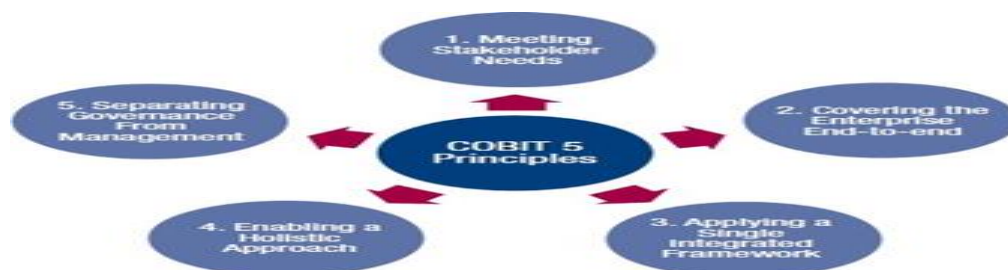 1. Meeting
Stakeholder
Needs
5. Separating
Governance
From
Management
2. Covering the
Enterprise
End-to-end
COBIT 5
Principles
4. Enabling a
Holistic
Approach
3. Applying a
Single
Integrated
Framework